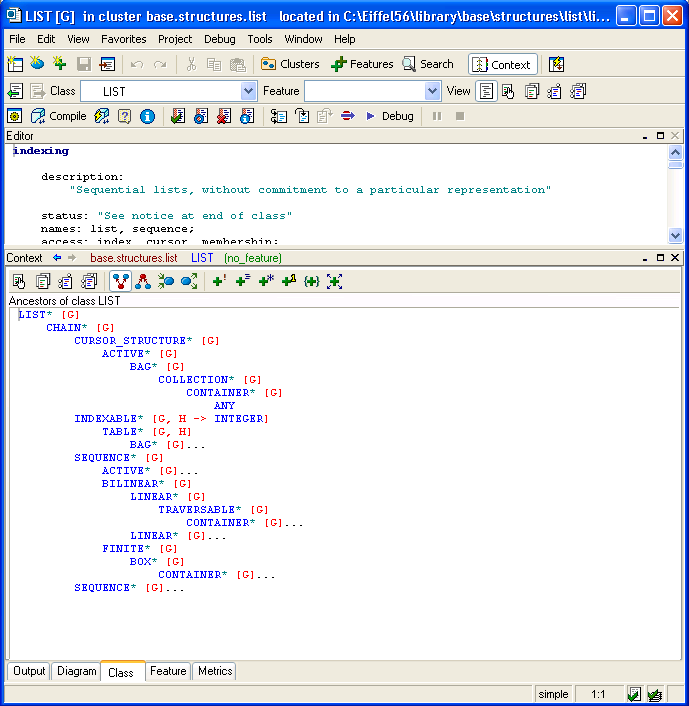 LIST [G]  in cluster base.structures.list   located in C:\Eiffel56\library\base\structures\list\li...
File Edit View Favorites Project Debug Tools Window Help
Clusters Features Search Context
Class LIST Feature View
Compile Debug
Editor
indexing
description:
"Sequential lists, without commitment to a particular representation"
status: "See notice at end of class"
names: list, sequence;
access: index, cursor, membership;
Context base.structures.list LIST (no_feature)
Ancestors of class LIST
LIST* [G]
CHAIN* [G]
CURSOR_STRUCTURE* [G]
ACTIVE* [G]
BAG* [G]
COLLECTION* [G]
CONTAINER* [G]
ANY
INDEXABLE* [G, H -> INTEGER]
TABLE* [G, H]
BAG* [G]...
SEQUENCE* [G]
ACTIVE* [G]...
BILINEAR* [G]
LINEAR* [G]
TRAVERSABLE* [G]
CONTAINER* [G]...
LINEAR* [G]...
FINITE* [G]
BOX* [G]
CONTAINER* [G]...
SEQUENCE* [G]...
Output Diagram Class Feature Metrics
simple 1:1